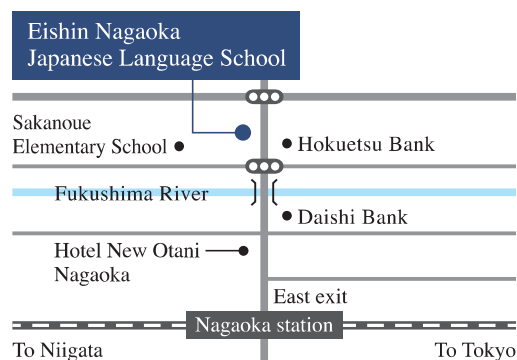 Eishin Nagaoka
Japanese Language School
Sakanoue
Elementary School
Hokuetsu Bank
Fukushima River
Daishi Bank
Hotel New Otani
Nagaoka
East exit
Nagaoka station
To Niigata
To Tokyo